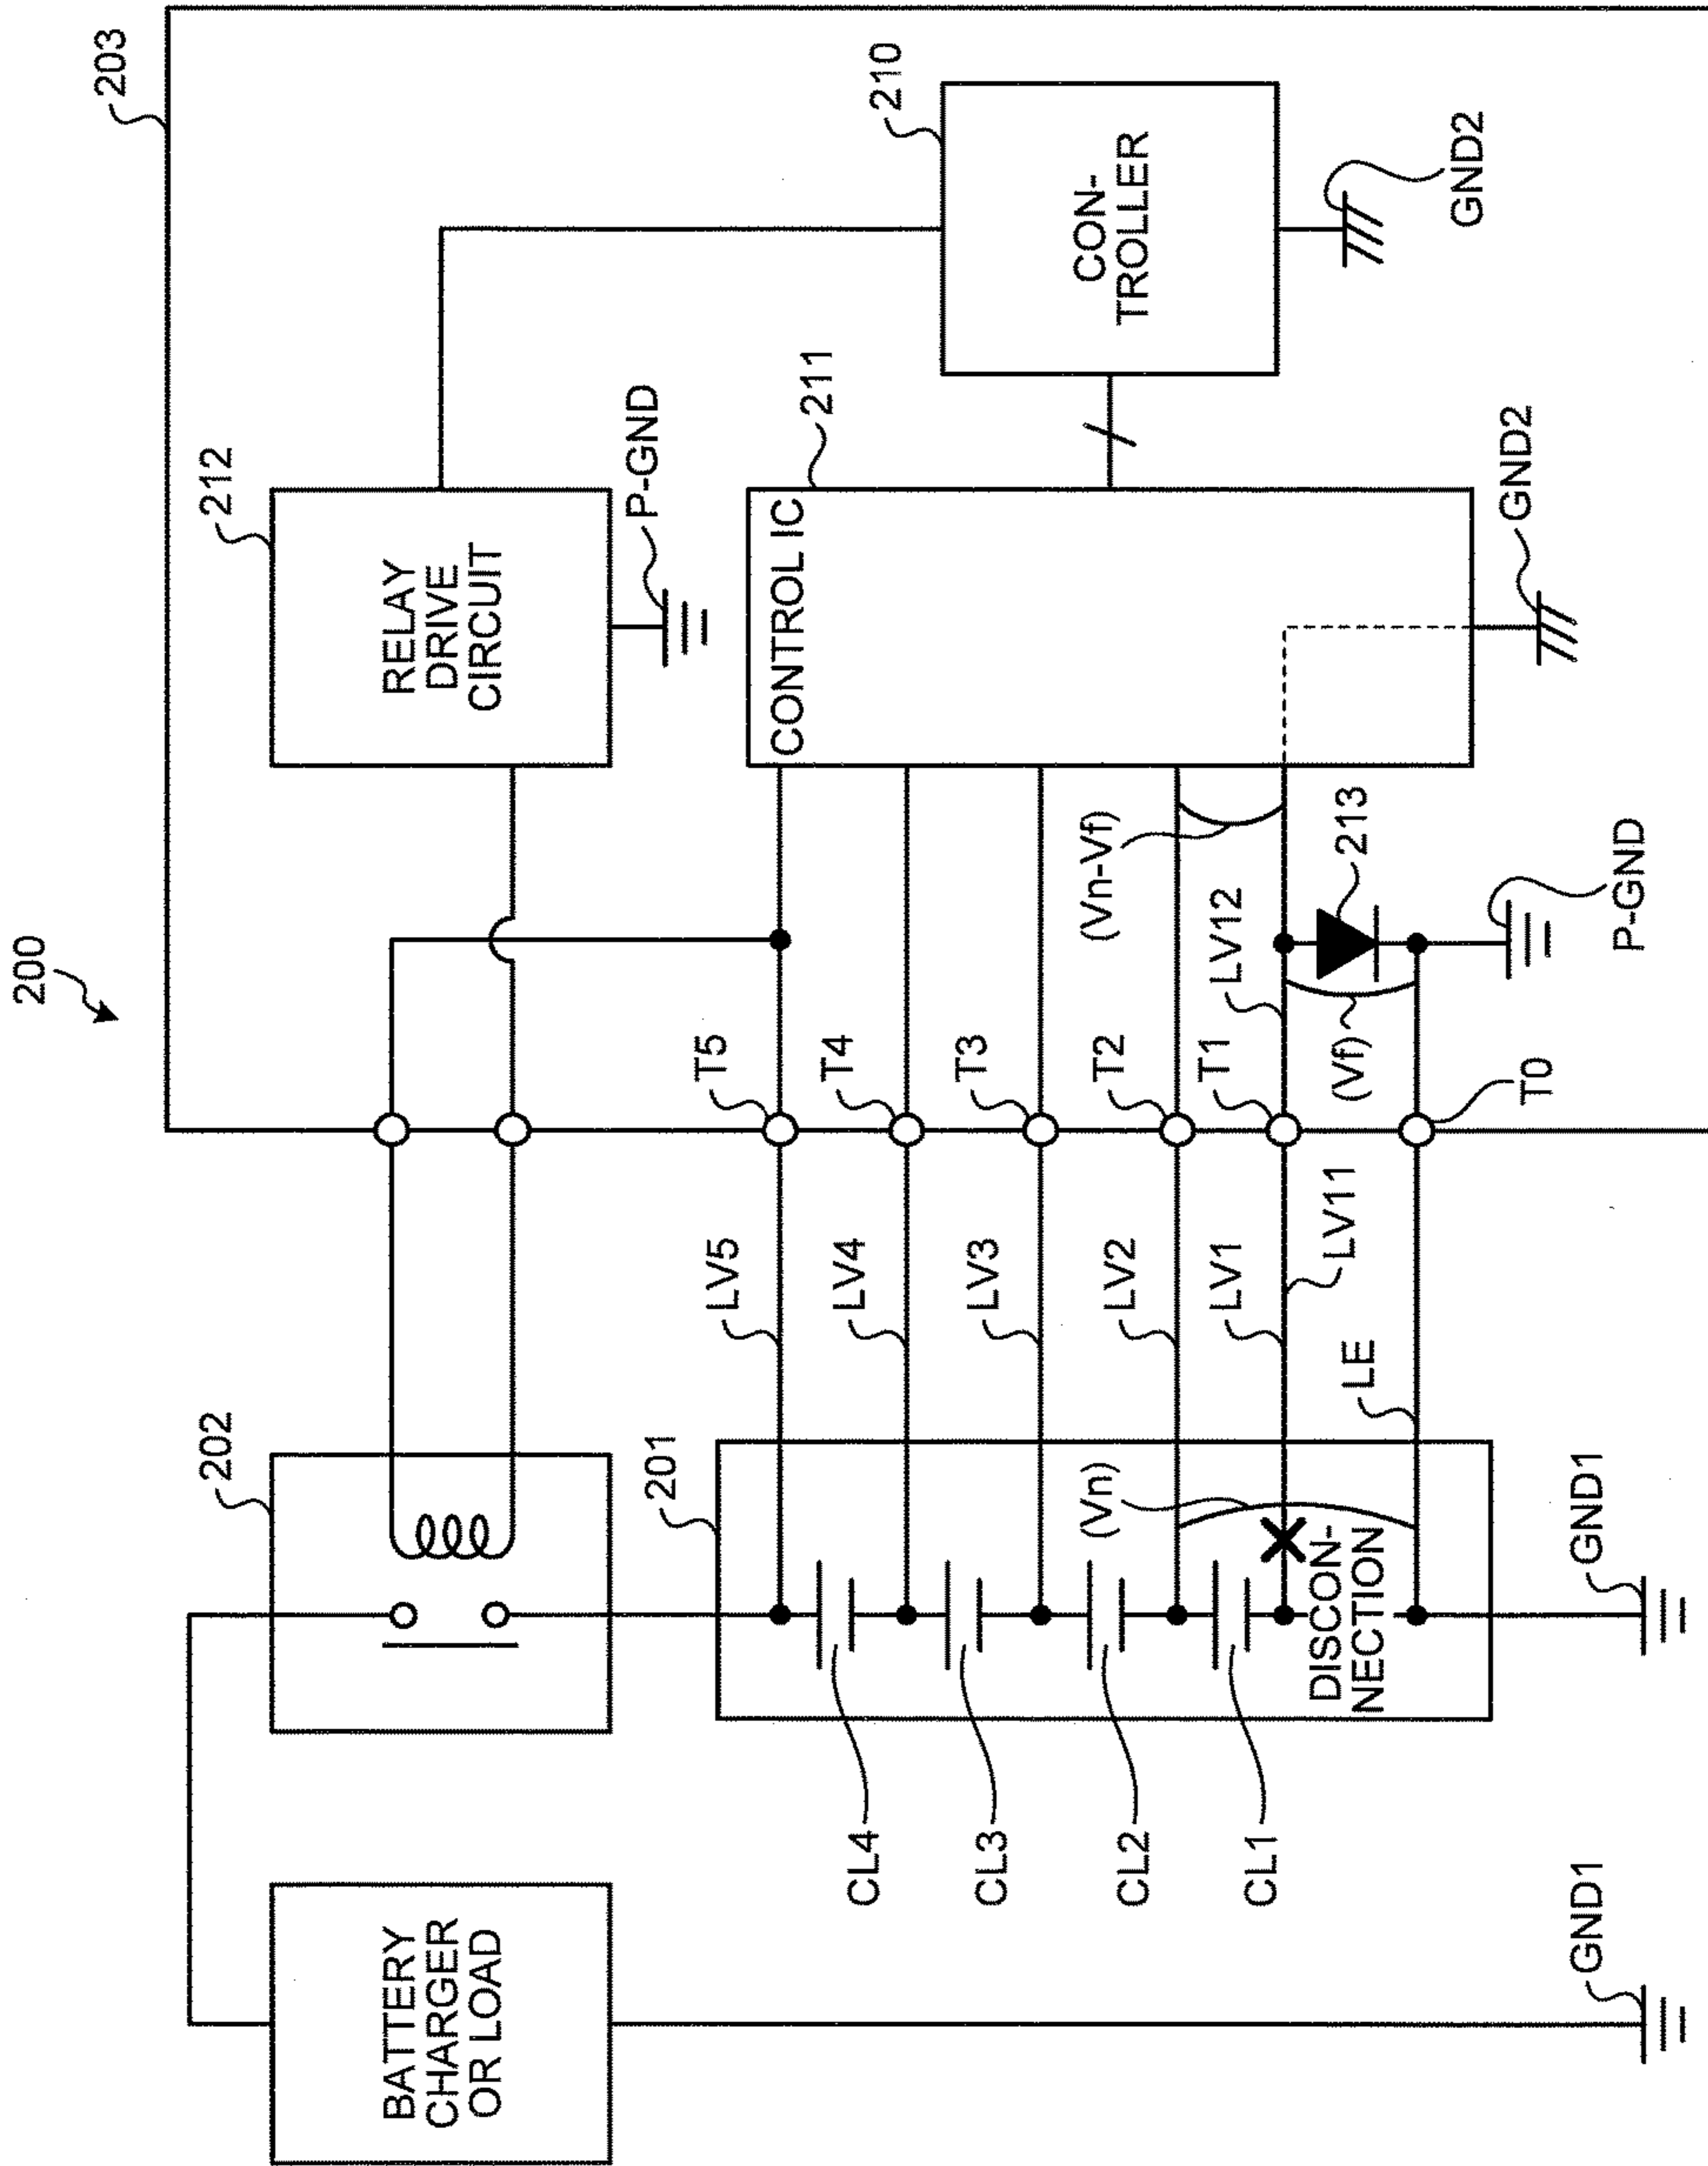 200
203
BATTERY
CHARGER
OR LOAD
GND1
202
201
CL4
CL3
CL2
CL1
(Vn)
DISCON-
NECTION
GND1
LV5
LV4
LV3
LV2
LV1
LV11
LE
T5
T4
T3
T2
T1
T0
212
RELAY
DRIVE
CIRCUIT
P-GND
211
CONTROL IC
(Vn-Vf)
LV12
213
(Vf)
P-GND
GND2
210
CON-
TROLLER
GND2